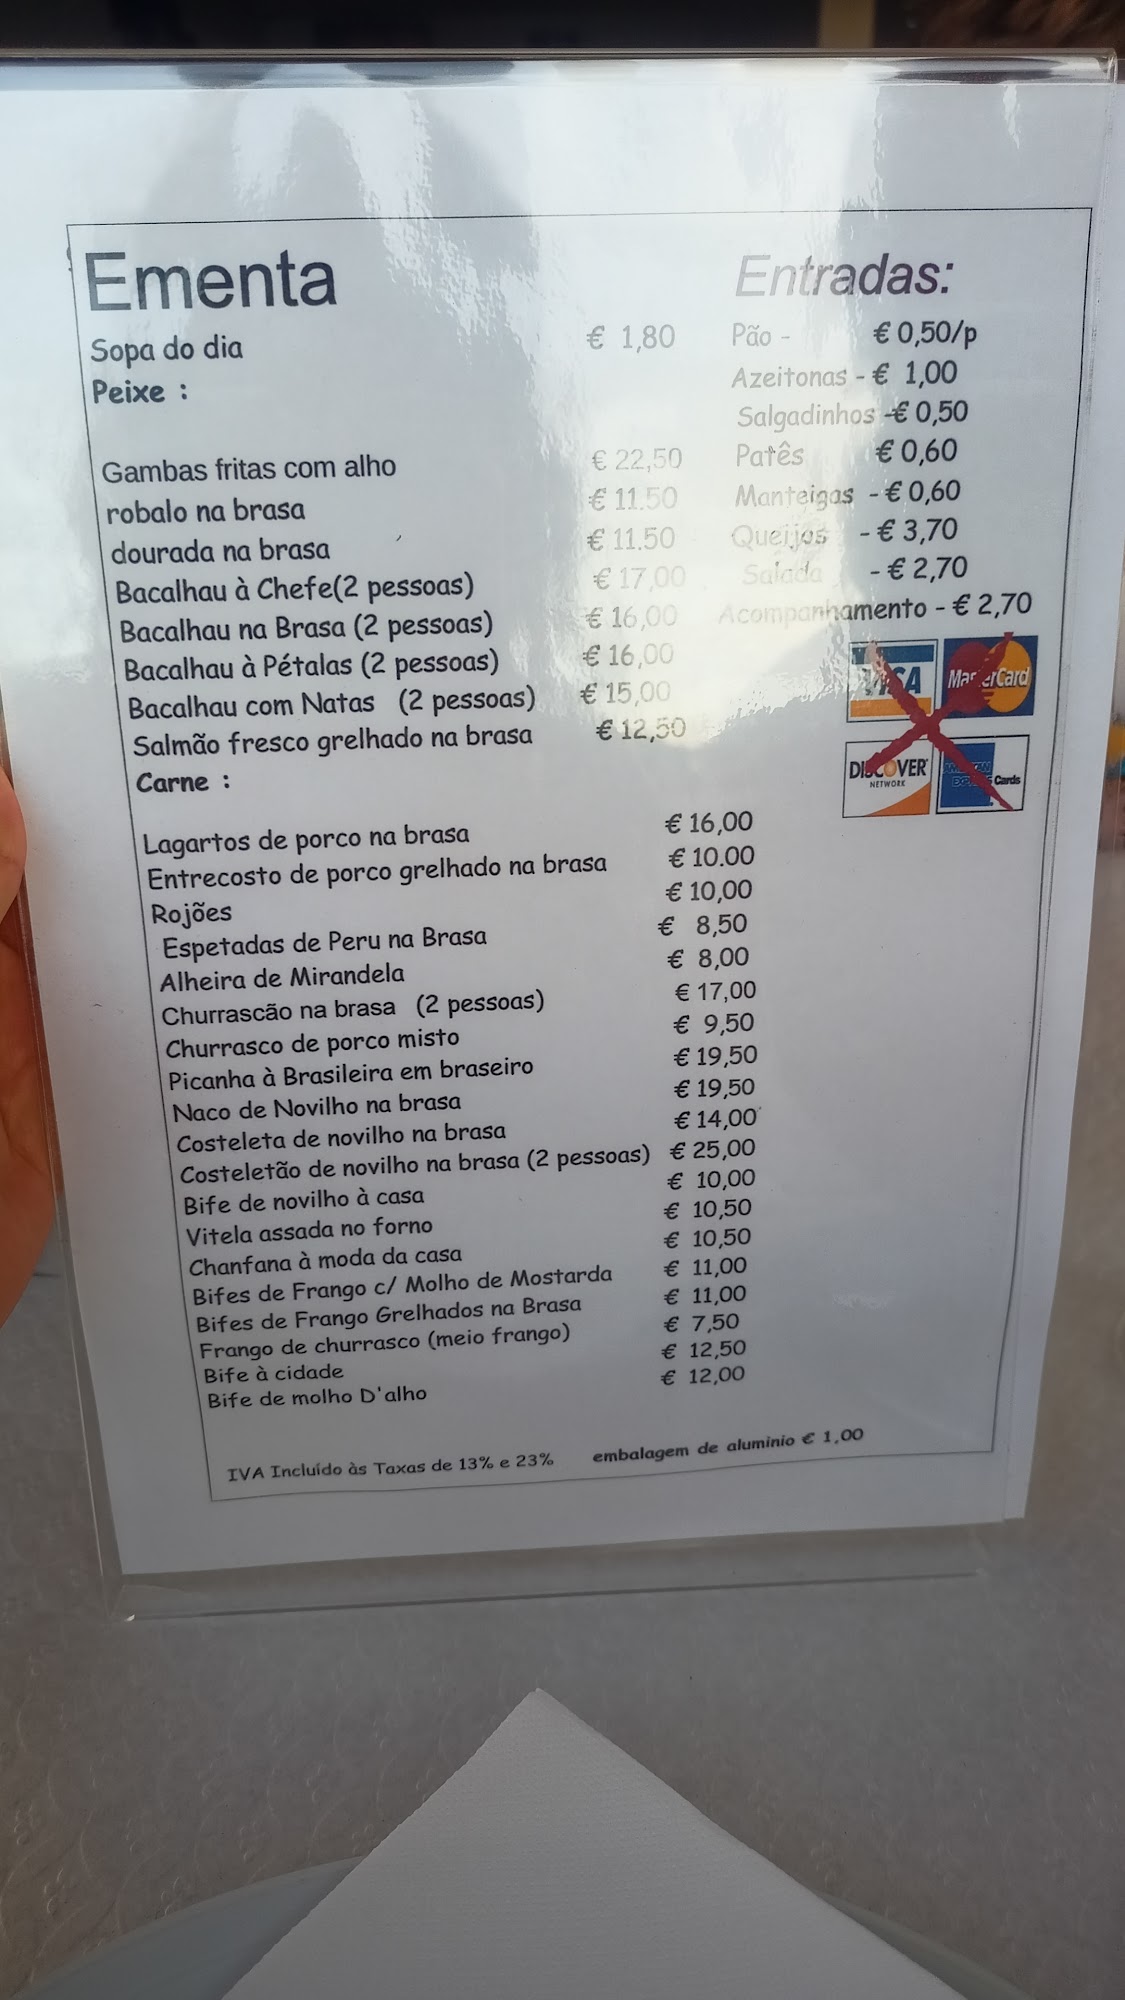 Ementa
Sopa do dia € 1,80
Peixe :
Gambas fritas com alho € 22,50
robalo na brasa € 11.50
dourada na brasa € 11.50
Bacalhau à Chefe(2 pessoas) € 17,00
Bacalhau na Brasa (2 pessoas) € 16,00
Bacalhau à Pétalas (2 pessoas) € 16,00
Bacalhau com Natas (2 pessoas) € 15,00
Salmão fresco grelhado na brasa € 12,50
Carne :
Lagartos de porco na brasa € 16,00
Entrecosto de porco grelhado na brasa € 10.00
Rojões € 10,00
Espetadas de Peru na Brasa € 8,50
Alheira de Mirandela € 8,00
Churrascão na brasa (2 pessoas) € 17,00
Churrasco de porco misto € 9,50
Picanha à Brasileira em braseiro € 19,50
Naco de Novilho na brasa € 19,50
Costeleta de novilho na brasa € 14,00
Costeletão de novilho na brasa (2 pessoas) € 25,00
Bife de novilho à casa € 10,00
Vitela assada no forno € 10,50
Chanfana à moda da casa € 10,50
Bifes de Frango c/ Molho de Mostarda € 11,00
Bifes de Frango Grelhados na Brasa € 11,00
Frango de churrasco (meio frango) € 7,50
Bife à cidade € 12,50
Bife de molho D'alho € 12,00
IVA Incluído às Taxas de 13% e 23% embalagem de aluminio € 1,00
Entradas:
Pão - € 0,50/p
Azeitonas - € 1,00
Salgadinhos -€ 0,50
Patês € 0,60
Manteigas - € 0,60
Queijos - € 3,70
Salada - € 2,70
Acompanhamento - € 2,70
VISA MasterCard
DISCOVER NETWORK AMERICAN EXPRESS Cards